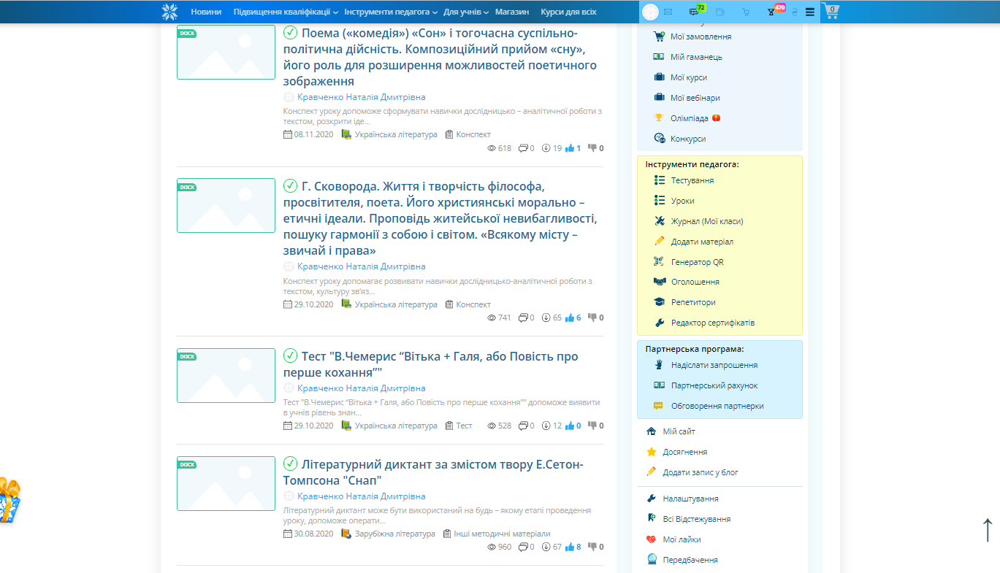 Новини Підвищення кваліфікації Інструменти педагога Для учнів Магазин Курси для всіх 72 470 0
DOCX
Поема («комедія») «Сон» і тогочасна суспільно-
політична дійсність. Композиційний прийом «сну»,
його роль для розширення можливостей поетичного
зображення
Кравченко Наталія Дмитрівна
Конспект уроку допоможе сформувати навички дослідницько – аналітичної роботи з
текстом, розкрити іде...
08.11.2020 Українська література Конспект
618 0 19 1 0
DOCX
Г. Сковорода. Життя і творчість філософа,
просвітителя, поета. Його християнські морально –
етичні ідеали. Проповідь житейської невибагливості,
пошуку гармонії з собою і світом. «Всякому місту –
звичай і права»
Кравченко Наталія Дмитрівна
Конспект уроку допомагає розвивати навички дослідницько-аналітичної роботи з
текстом, культуру зв'яз...
29.10.2020 Українська література Конспект
741 0 65 6 0
DOCX
Тест "В.Чемерис “Вітька + Галя, або Повість про
перше кохання”"
Кравченко Наталія Дмитрівна
Тест "В.Чемерис “Вітька + Галя, або Повість про перше кохання”" допоможе виявити
в учнів рівень знан...
29.10.2020 Українська література Тест 528 0 12 0 0
DOCX
Літературний диктант за змістом твору Е.Сетон-
Томпсона "Снап"
Кравченко Наталія Дмитрівна
Літературний диктант може бути використаний на будь – якому етапі проведення
уроку, допоможе операти...
30.08.2020 Зарубіжна література Інші методичні матеріали
960 0 67 8 0
Мої замовлення
Мій гаманець
Мої курси
Мої вебінари
Олімпіада
Конкурси
Інструменти педагога:
Тестування
Уроки
Журнал (Мої класи)
Додати матеріал
Генератор QR
Оголошення
Репетитори
Редактор сертифікатів
Партнерська програма:
Надіслати запрошення
Партнерський рахунок
Обговорення партнерки
Мій сайт
Досягнення
Додати запис у блог
Налаштування
Всі Відстежування
Мої лайки
Передбачення